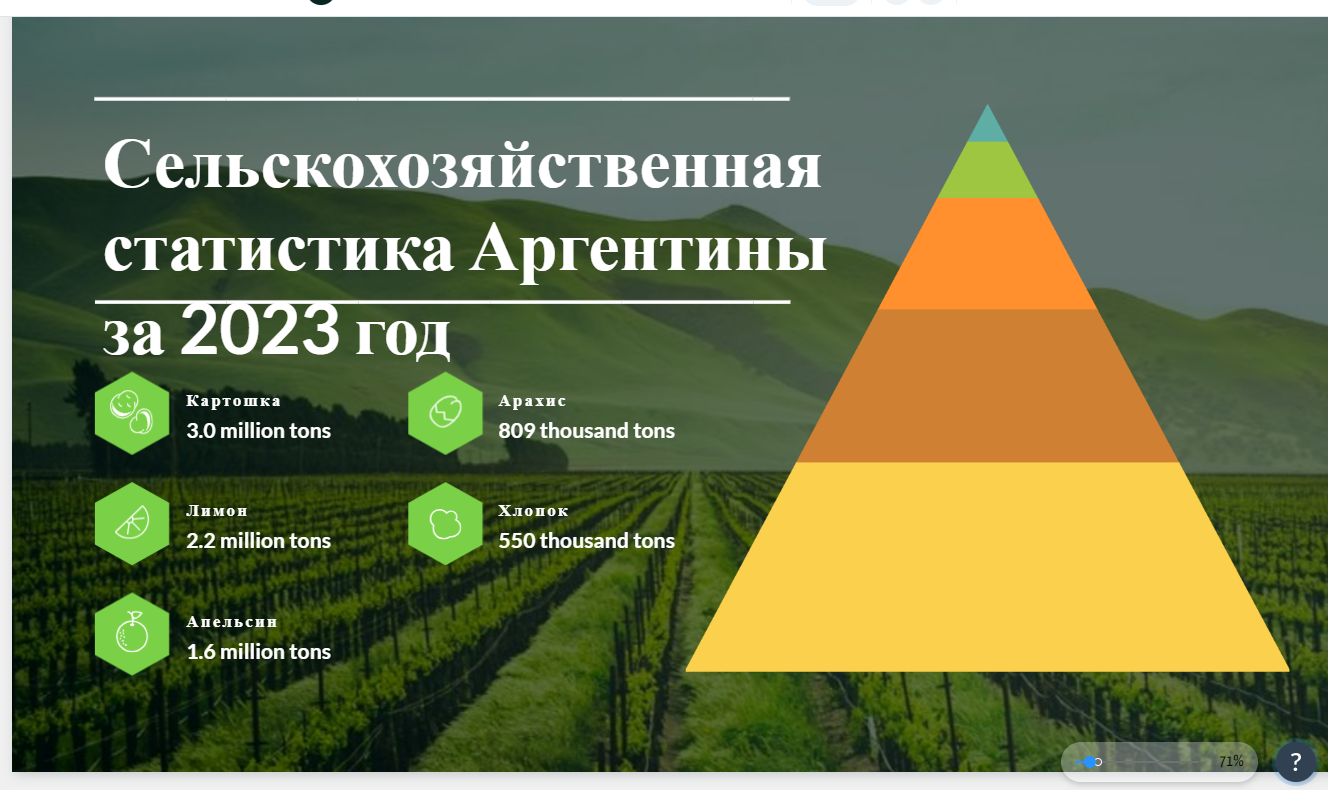 Сельскохозяйственная
статистика Аргентины
за 2023 год
Картошка
3.0 million tons
Арахис
809 thousand tons
Лимон
2.2 million tons
Хлопок
550 thousand tons
Апельсин
1.6 million tons
71%
?